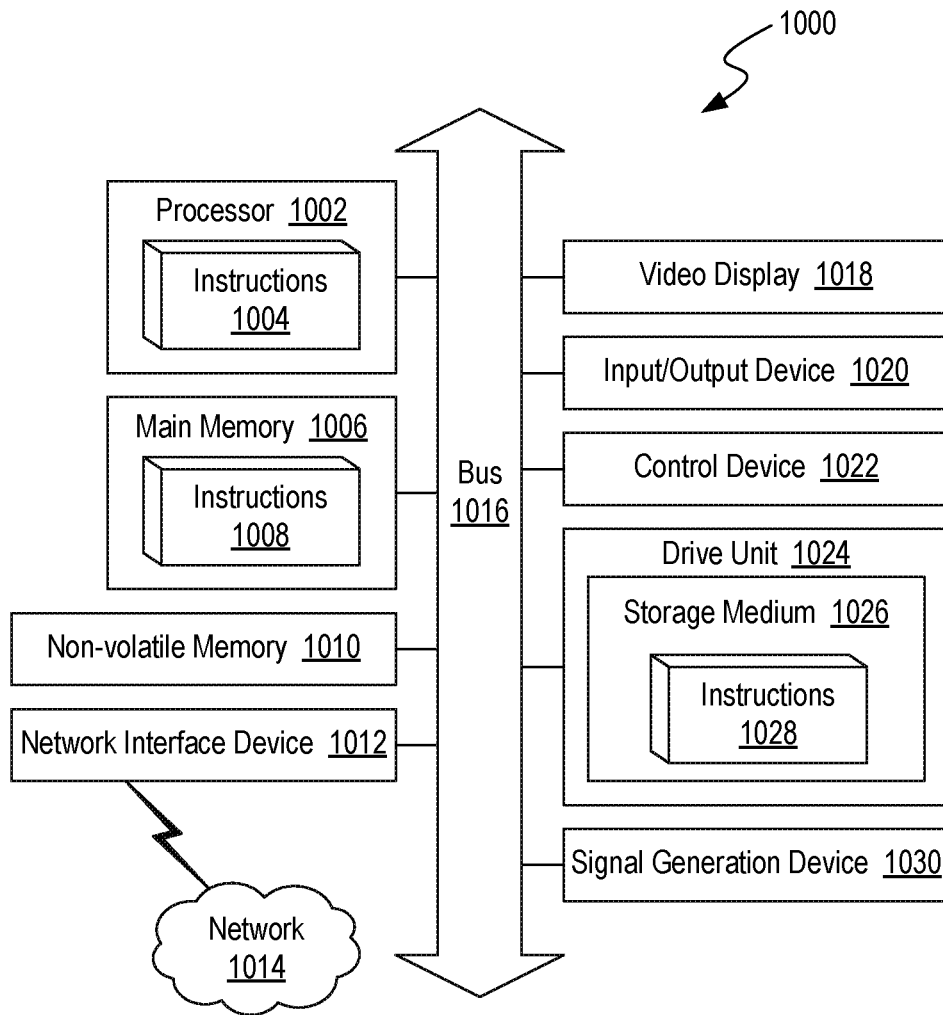 1000
Processor 1002
Instructions
1004
Main Memory 1006
Instructions
1008
Non-volatile Memory 1010
Network Interface Device 1012
Network
1014
Bus
1016
Video Display 1018
Input/Output Device 1020
Control Device 1022
Drive Unit 1024
Storage Medium 1026
Instructions
1028
Signal Generation Device 1030